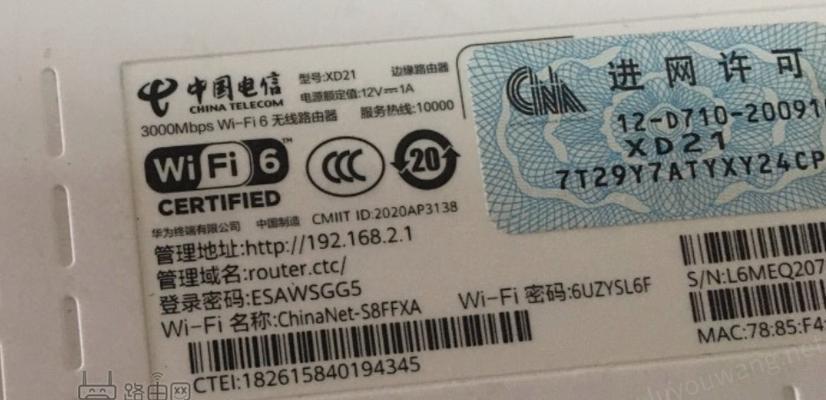 中国电信
CHINA TELECOM
型号:XD21 边缘路由器
电源额定值:12V⎓1A
3000Mbps Wi-Fi 6 无线路由器 服务热线:10000
Wi Fi 6™
CERTIFIED
CCC
20
华为终端有限公司 中国制造 CMIIT ID:2020AP3138
管理地址:http://192.168.2.1
管理域名:router.ctc/
登录密码:ESAWSGG5
Wi-Fi 名称:ChinaNet-S8FFXA Wi-Fi 密码:6UZYSL6F
CTEI:182615840194345
CNA 进网许可
12-D710-20091
XD21
7T29Y7ATYXY24CP
S/N:L6MEQ207
MAC:78:85:F4:
路由网
luyouwang.net